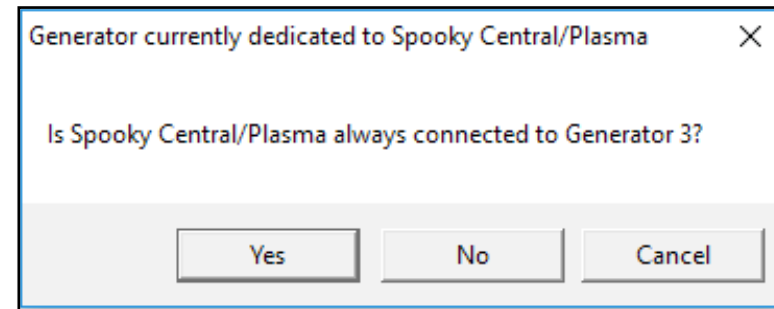 Generator currently dedicated to Spooky Central/Plasma
Is Spooky Central/Plasma always connected to Generator 3?
Yes No Cancel